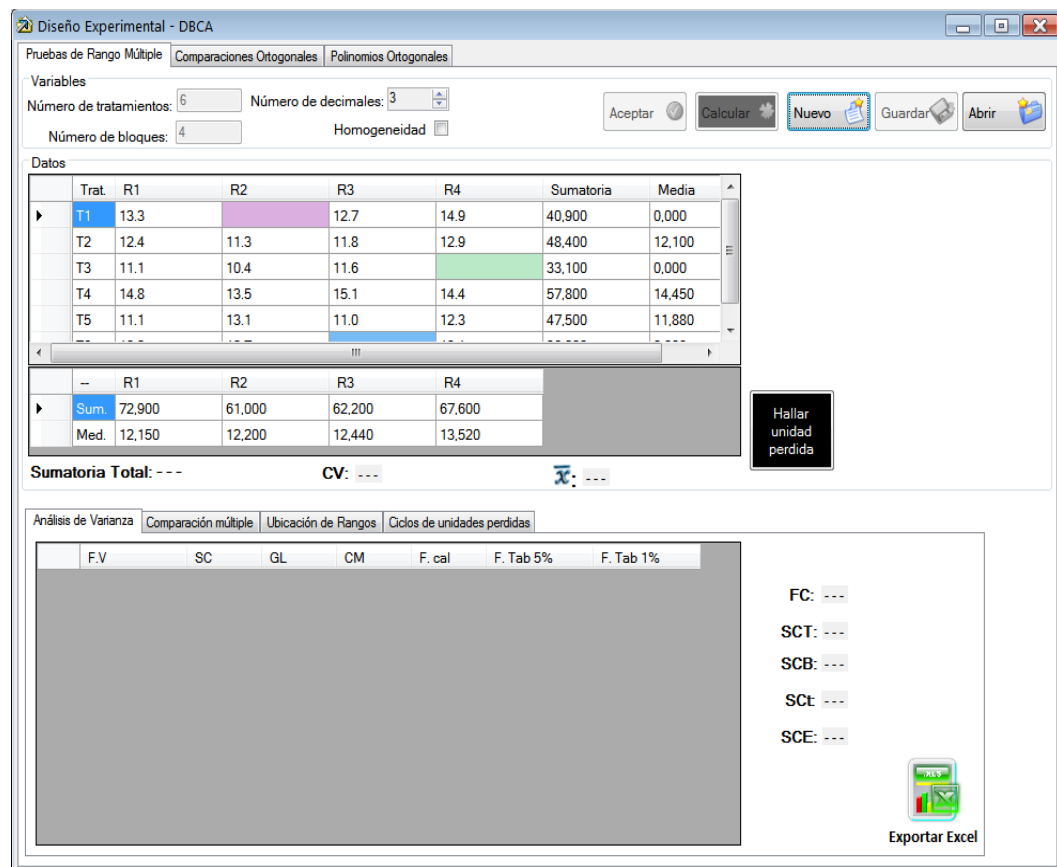 Diseño Experimental - DBCA
Pruebas de Rango Múltiple Comparaciones Ortogonales Polinomios Ortogonales
Variables
Número de tratamientos: 6 Número de decimales: 3
Número de bloques: 4 Homogeneidad
Aceptar Calcular Nuevo Guardar Abrir
Datos
Trat. R1 R2 R3 R4 Sumatoria Media
T1 13.3 12.7 14.9 40,900 0,000
T2 12.4 11.3 11.8 12.9 48,400 12,100
T3 11.1 10.4 11.6 33,100 0,000
T4 14.8 13.5 15.1 14.4 57,800 14,450
T5 11.1 13.1 11.0 12.3 47,500 11,880
-- R1 R2 R3 R4
Sum. 72,900 61,000 62,200 67,600
Med. 12,150 12,200 12,440 13,520
Hallar
unidad
perdida
Sumatoria Total: --- CV: --- x̅: ---
Análisis de Varianza Comparación múltiple Ubicación de Rangos Ciclos de unidades perdidas
F.V SC GL CM F. cal F. Tab 5% F. Tab 1%
FC: ---
SCT: ---
SCB: ---
SCt: ---
SCE: ---
XLS
Exportar Excel